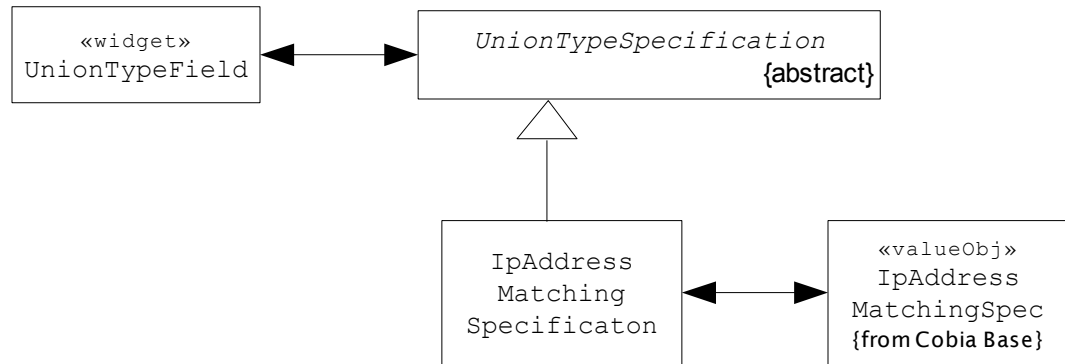 «widget»
UnionTypeField
UnionTypeSpecification
{abstract}
IpAddress
Matching
Specificaton
«valueObj»
IpAddress
MatchingSpec
{from Cobia Base}